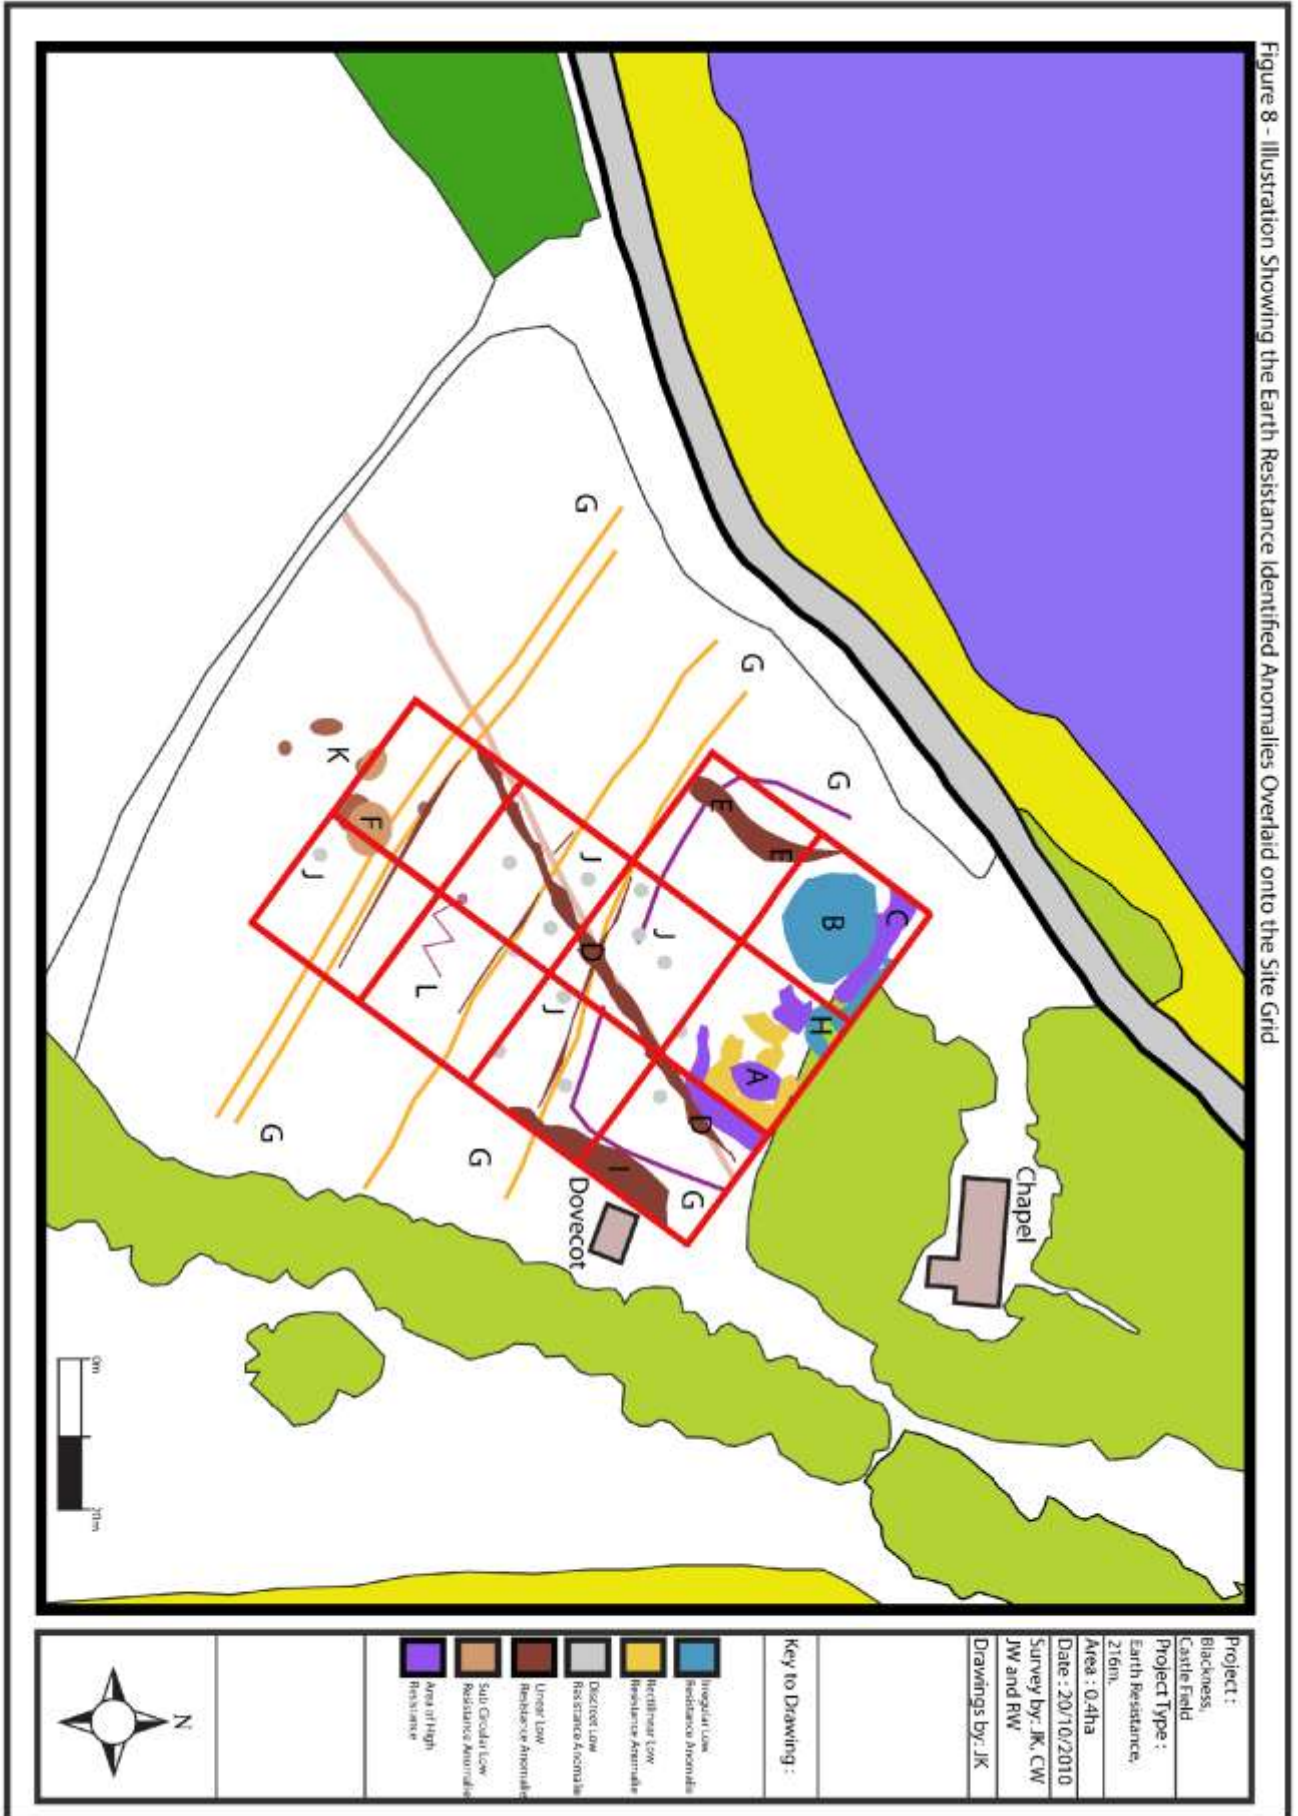 Figure 8 - Illustration Showing the Earth Resistance Identified Anomalies Overlaid onto the Site Grid
G
G
G
E
E
B
C
H
A
D
D
J
J
J
J
K
F
L
I
G
G
G
Chapel
Dovecot
0m
20m
Project :
Blackness,
Castle Field
Project Type :
Earth Resistance,
216m.
Area : 0.4ha
Date : 20/10/2010
Survey by: JK, CW
JW and RW
Drawings by: JK
Key to Drawing :
Irregular Low
Resistance Anomalie
Rectilinear Low
Resistance Anomalie
Discreet Low
Resistance Anomalie
Linear Low
Resistance Anomalie
Sub Circular Low
Resistance Anomalie
Area of High
Resistance
N